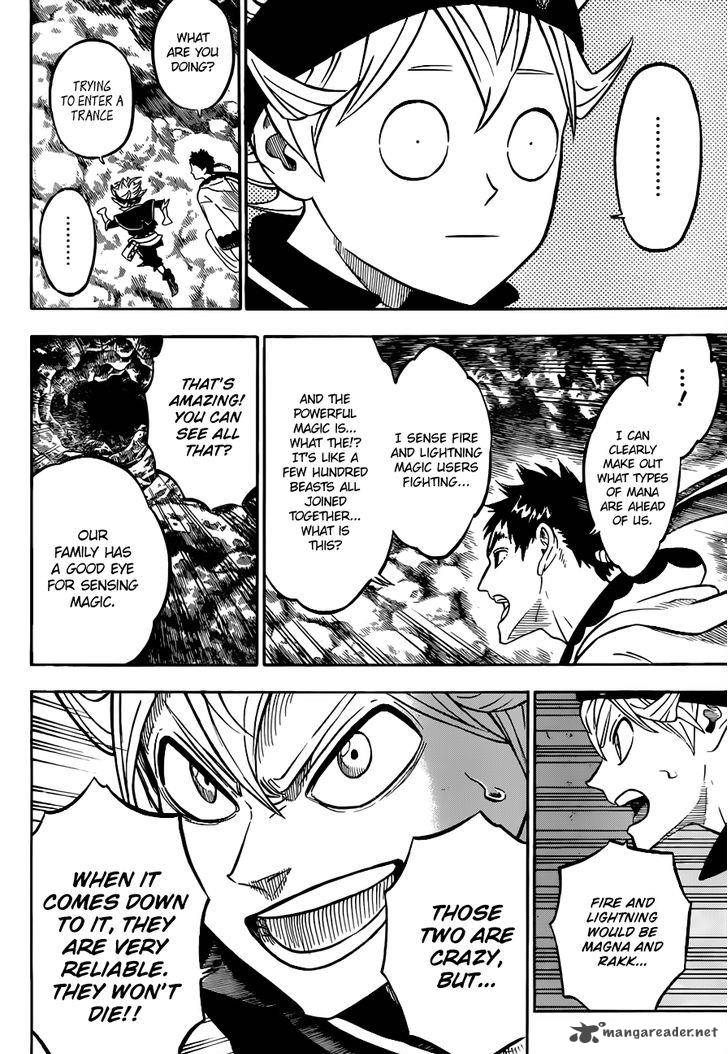 .........
WHAT
ARE YOU
DOING?
TRYING
TO ENTER A
TRANCE
.........
...!
I CAN
CLEARLY
MAKE OUT
WHAT TYPES
OF MANA
ARE AHEAD
OF US.
I SENSE FIRE
AND LIGHTNING
MAGIC USERS
FIGHTING...
AND THE
POWERFUL
MAGIC IS...
WHAT THE!?
IT'S LIKE A
FEW HUNDRED
BEASTS ALL
JOINED
TOGETHER...
WHAT IS
THIS?
THAT'S
AMAZING!
YOU CAN
SEE ALL
THAT?
OUR
FAMILY HAS
A GOOD EYE
FOR SENSING
MAGIC.
FIRE AND
LIGHTNING
WOULD BE
MAGNA AND
RAKK...
THOSE
TWO ARE
CRAZY,
BUT...
WHEN IT
COMES DOWN
TO IT, THEY
ARE VERY
RELIABLE.
THEY WON'T
DIE!!
mangareader.net